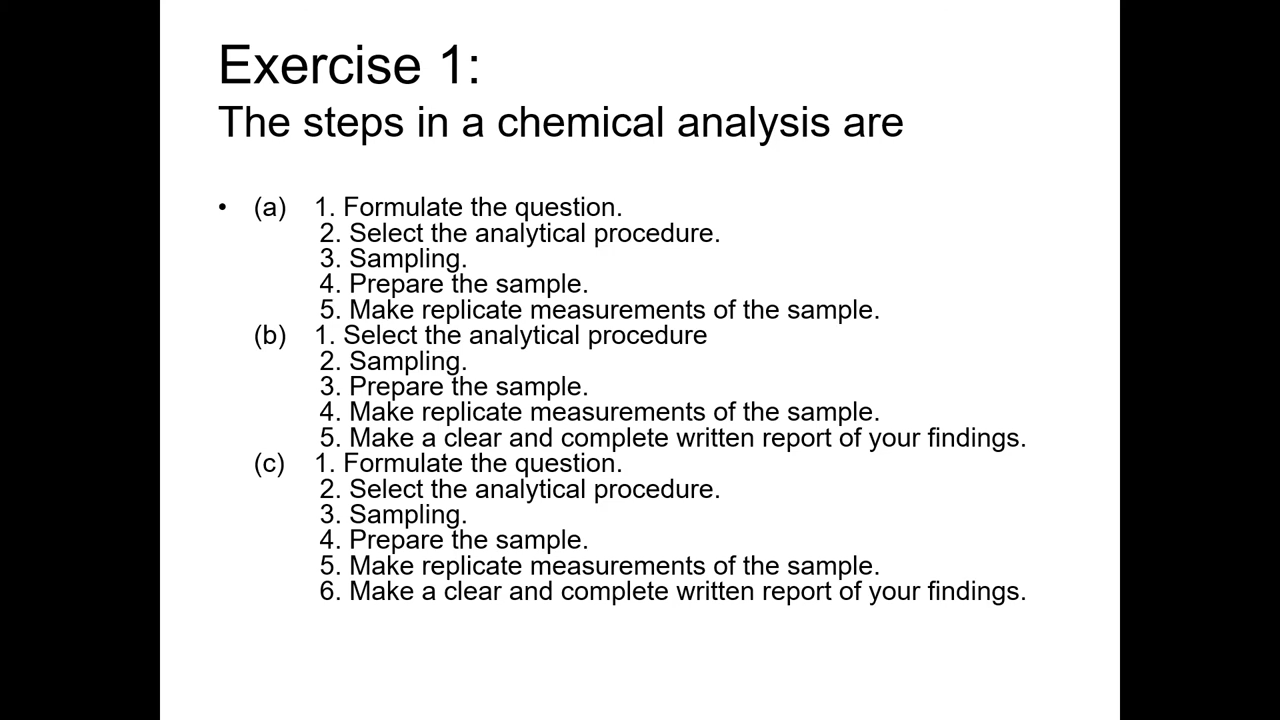 Exercise 1:
The steps in a chemical analysis are
• (a) 1. Formulate the question.
2. Select the analytical procedure.
3. Sampling.
4. Prepare the sample.
5. Make replicate measurements of the sample.
(b) 1. Select the analytical procedure
2. Sampling.
3. Prepare the sample.
4. Make replicate measurements of the sample.
5. Make a clear and complete written report of your findings.
(c) 1. Formulate the question.
2. Select the analytical procedure.
3. Sampling.
4. Prepare the sample.
5. Make replicate measurements of the sample.
6. Make a clear and complete written report of your findings.